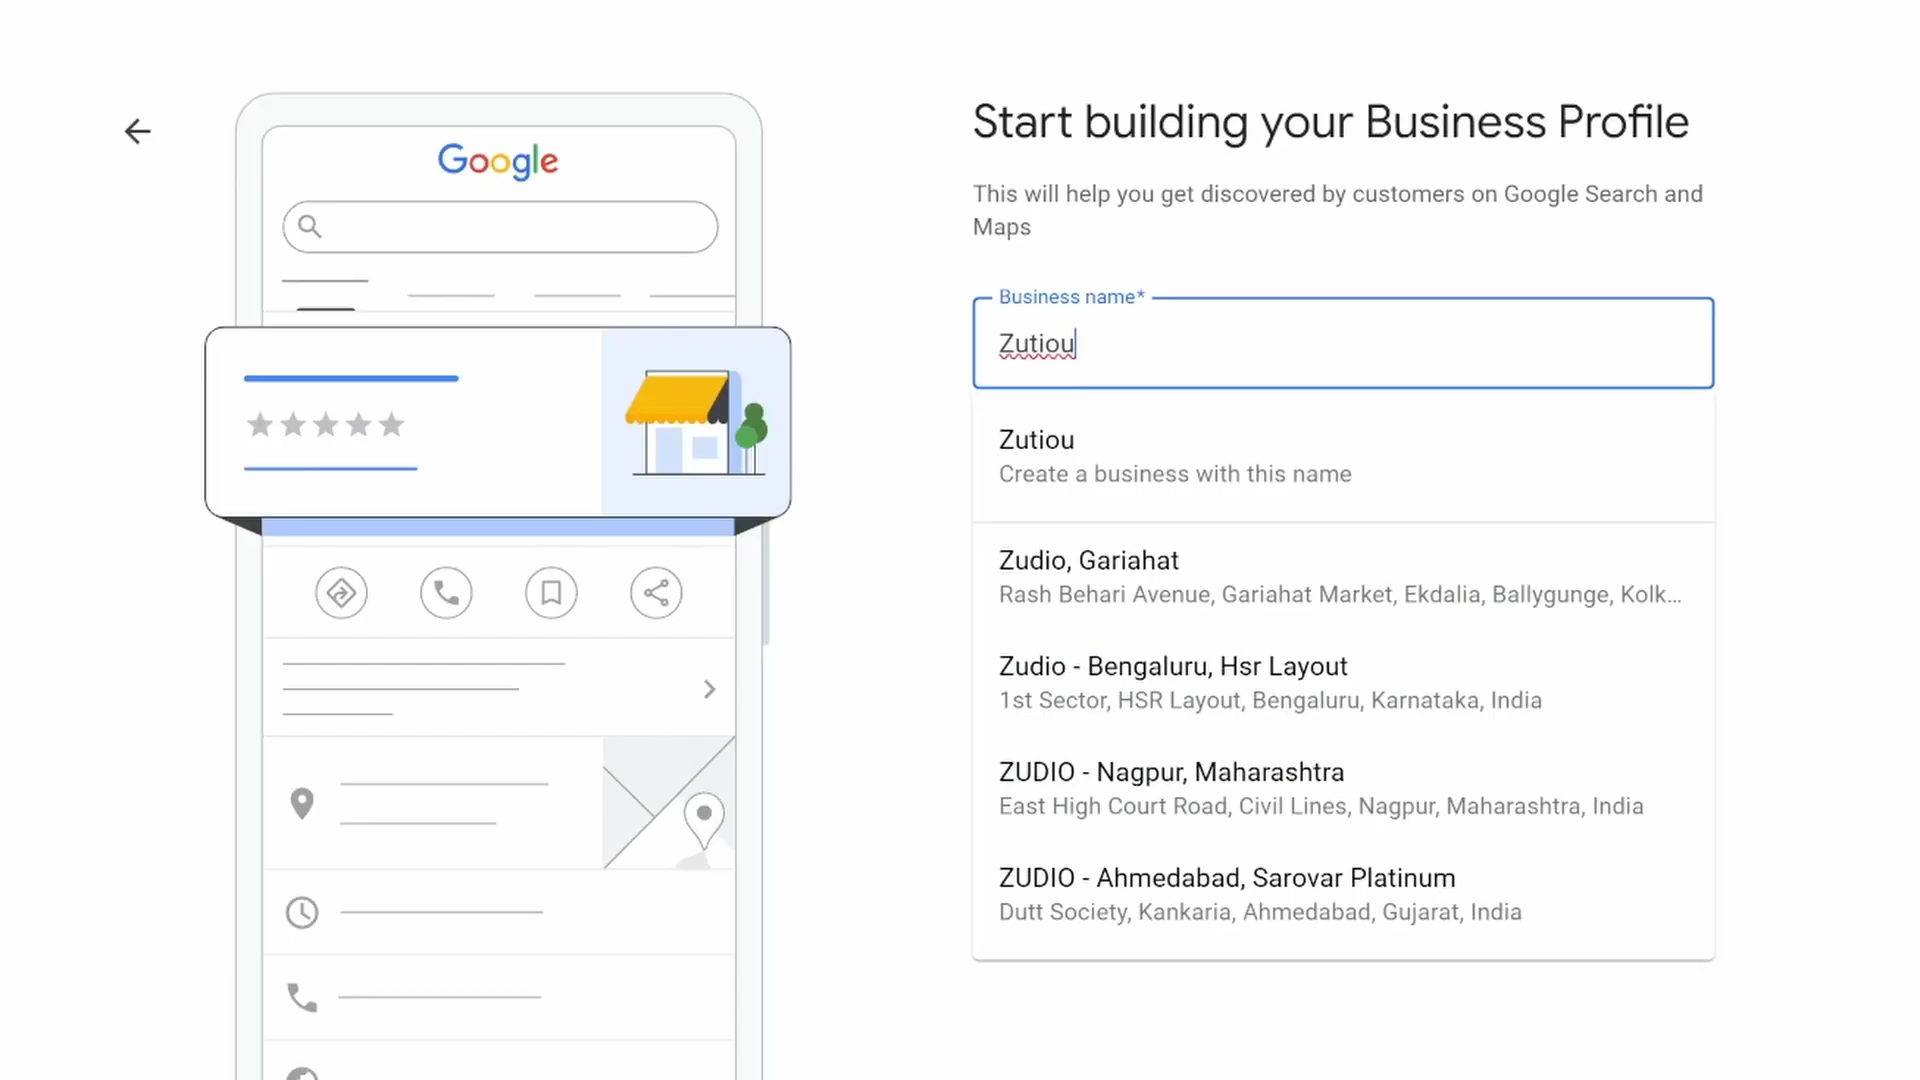 Google
Start building your Business Profile
This will help you get discovered by customers on Google Search and
Maps
Business name*
Zutiou
Zutiou
Create a business with this name
Zudio, Gariahat
Rash Behari Avenue, Gariahat Market, Ekdalia, Ballygunge, Kolk...
Zudio - Bengaluru, Hsr Layout
1st Sector, HSR Layout, Bengaluru, Karnataka, India
ZUDIO - Nagpur, Maharashtra
East High Court Road, Civil Lines, Nagpur, Maharashtra, India
ZUDIO - Ahmedabad, Sarovar Platinum
Dutt Society, Kankaria, Ahmedabad, Gujarat, India